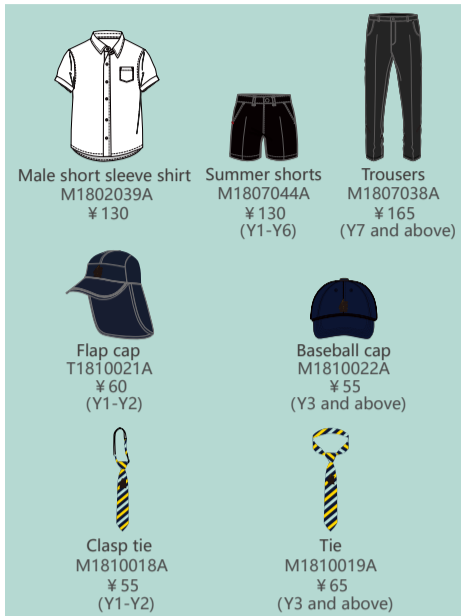 Male short sleeve shirt
M1802039A
¥130
Summer shorts
M1807044A
¥130
(Y1-Y6)
Trousers
M1807038A
¥165
(Y7 and above)
Flap cap
T1810021A
¥60
(Y1-Y2)
Baseball cap
M1810022A
¥55
(Y3 and above)
Clasp tie
M1810018A
¥55
(Y1-Y2)
Tie
M1810019A
¥65
(Y3 and above)